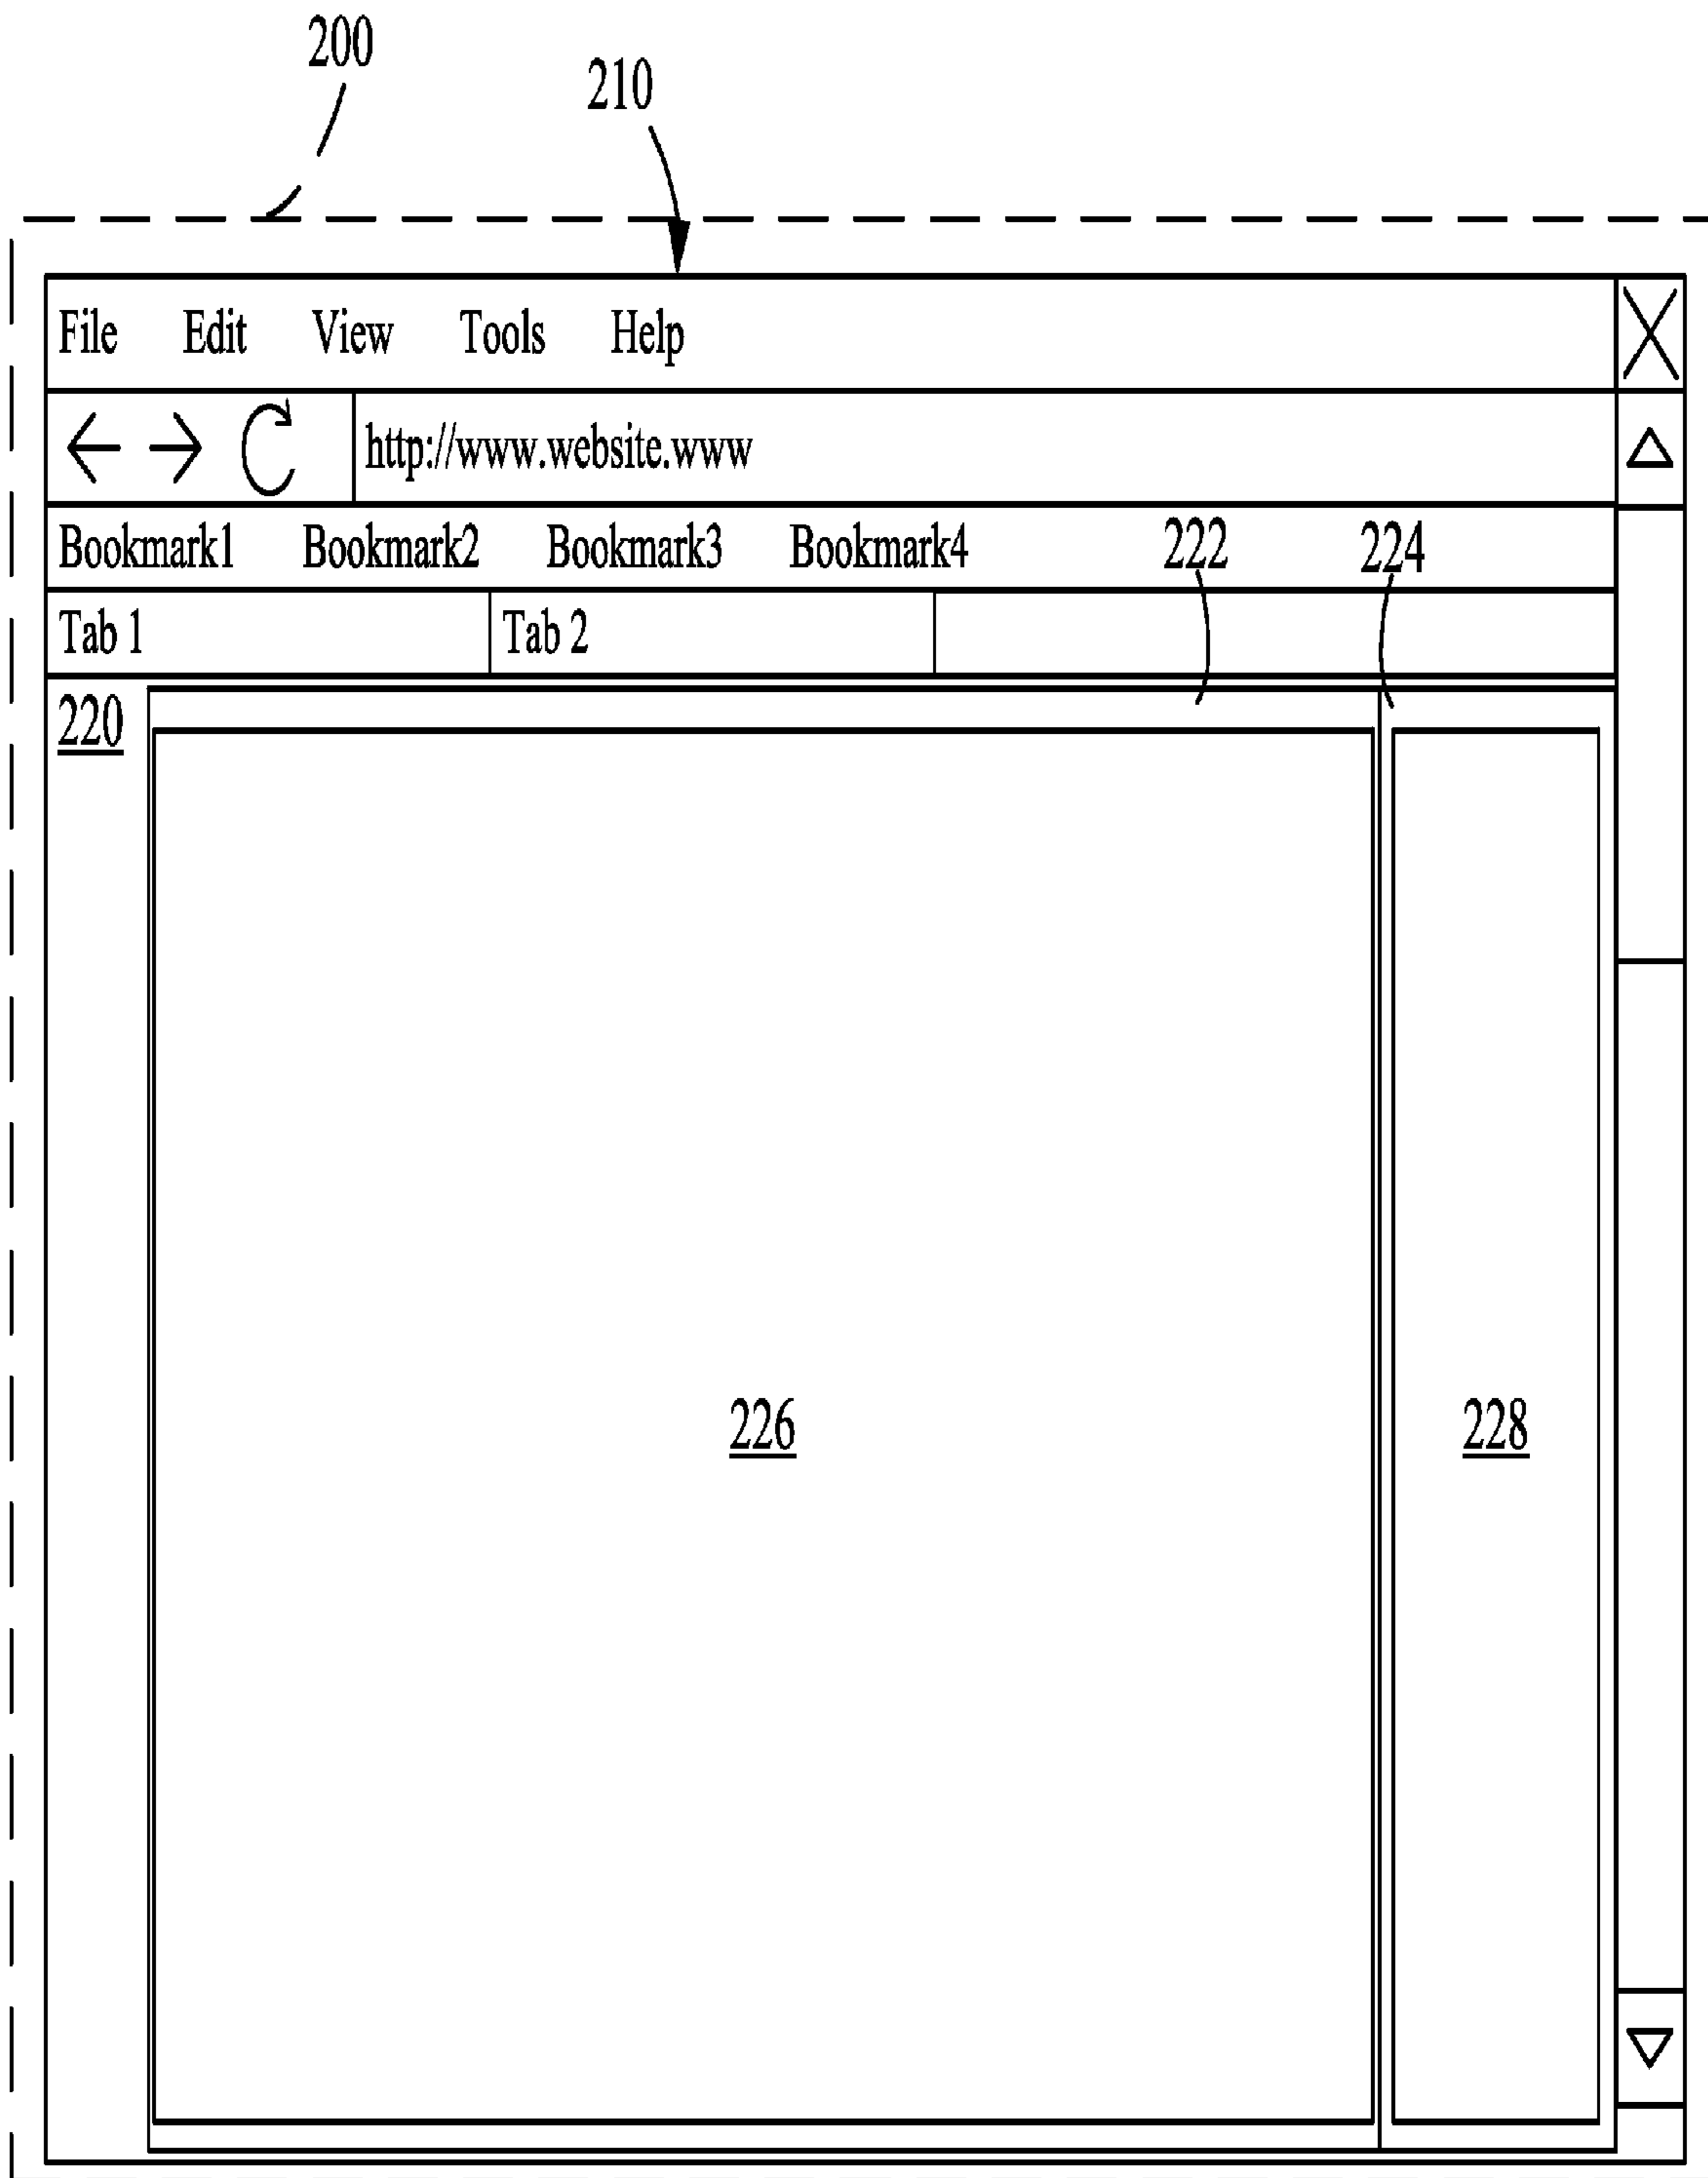 200
210
File Edit View Tools Help
http://www.website.www
Bookmark1 Bookmark2 Bookmark3 Bookmark4 222 224
Tab 1 Tab 2
220
226 228